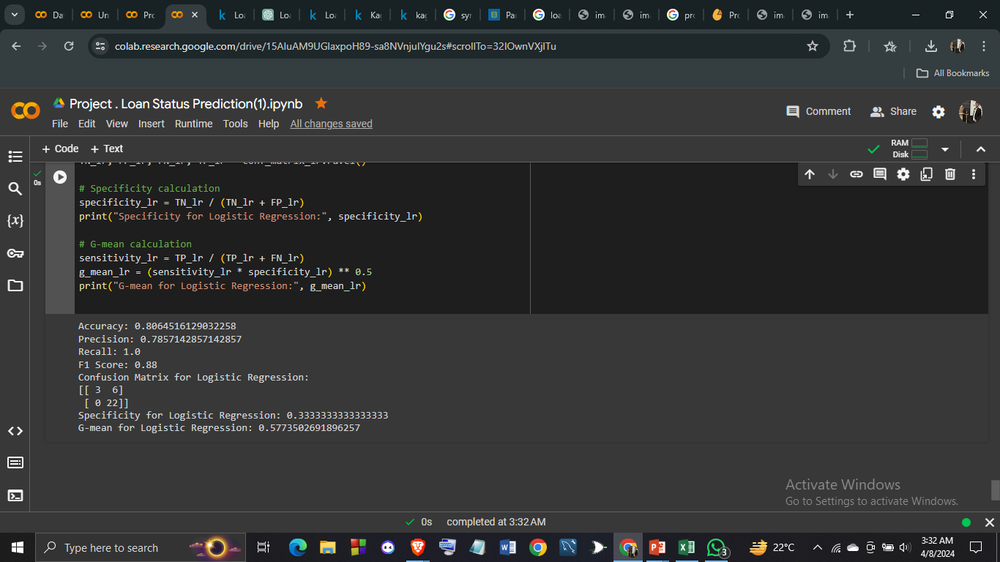 Da
Un
Pro
Loa
Loa
Loa
Kag
kag
syn
Par
loa
ima
ima
pro
Pro
ima
ima
colab.research.google.com/drive/15AIuAM9UGIaxpoH89-sa8NVnjulYgu2s#scrollTo=32IOwnVXjITu
All Bookmarks
Project . Loan Status Prediction(1).ipynb
Comment
Share
File Edit View Insert Runtime Tools Help All changes saved
+ Code + Text
RAM
Disk
0s
# Specificity calculation
specificity_lr = TN_lr / (TN_lr + FP_lr)
print("Specificity for Logistic Regression:", specificity_lr)
# G-mean calculation
sensitivity_lr = TP_lr / (TP_lr + FN_lr)
g_mean_lr = (sensitivity_lr * specificity_lr) ** 0.5
print("G-mean for Logistic Regression:", g_mean_lr)
Accuracy: 0.8064516129032258
Precision: 0.7857142857142857
Recall: 1.0
F1 Score: 0.88
Confusion Matrix for Logistic Regression:
[[ 3 6]
[ 0 22]]
Specificity for Logistic Regression: 0.3333333333333333
G-mean for Logistic Regression: 0.5773502691896257
Activate Windows
Go to Settings to activate Windows.
0s completed at 3:32 AM
Type here to search
3
22°C
3:32 AM
4/8/2024